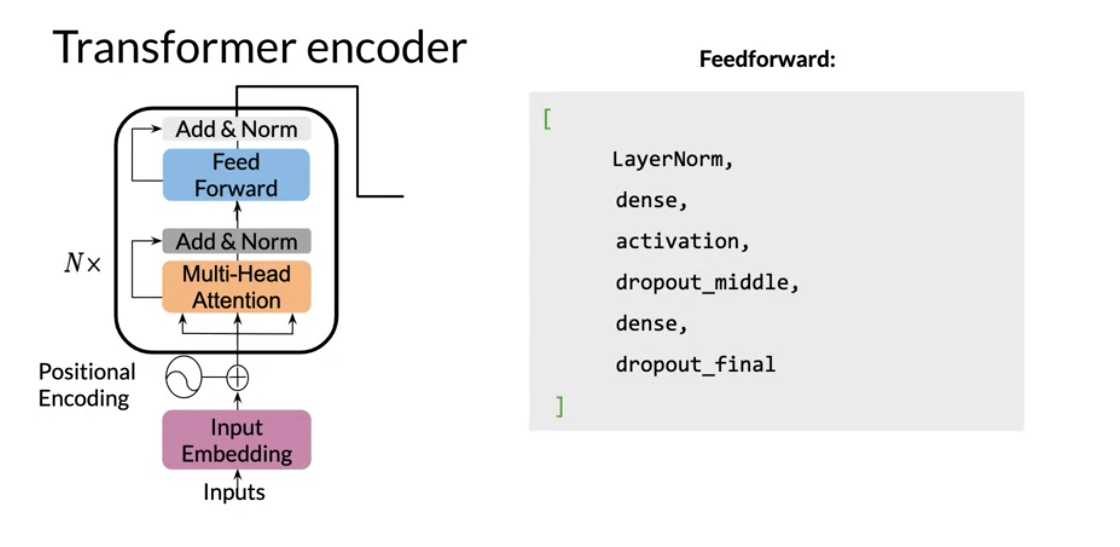 Transformer encoder
Add & Norm
Feed
Forward
Add & Norm
Multi-Head
Attention
N×
Positional
Encoding
Input
Embedding
Inputs
Feedforward:
[
LayerNorm,
dense,
activation,
dropout_middle,
dense,
dropout_final
]